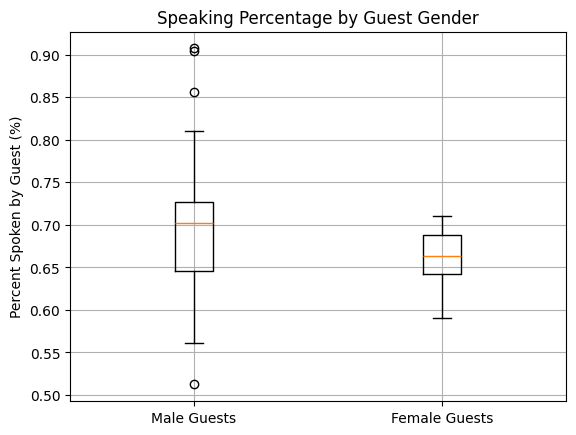 Speaking Percentage by Guest Gender
Percent Spoken by Guest (%)
0.90
0.85
0.80
0.75
0.70
0.65
0.60
0.55
0.50
Male Guests
Female Guests